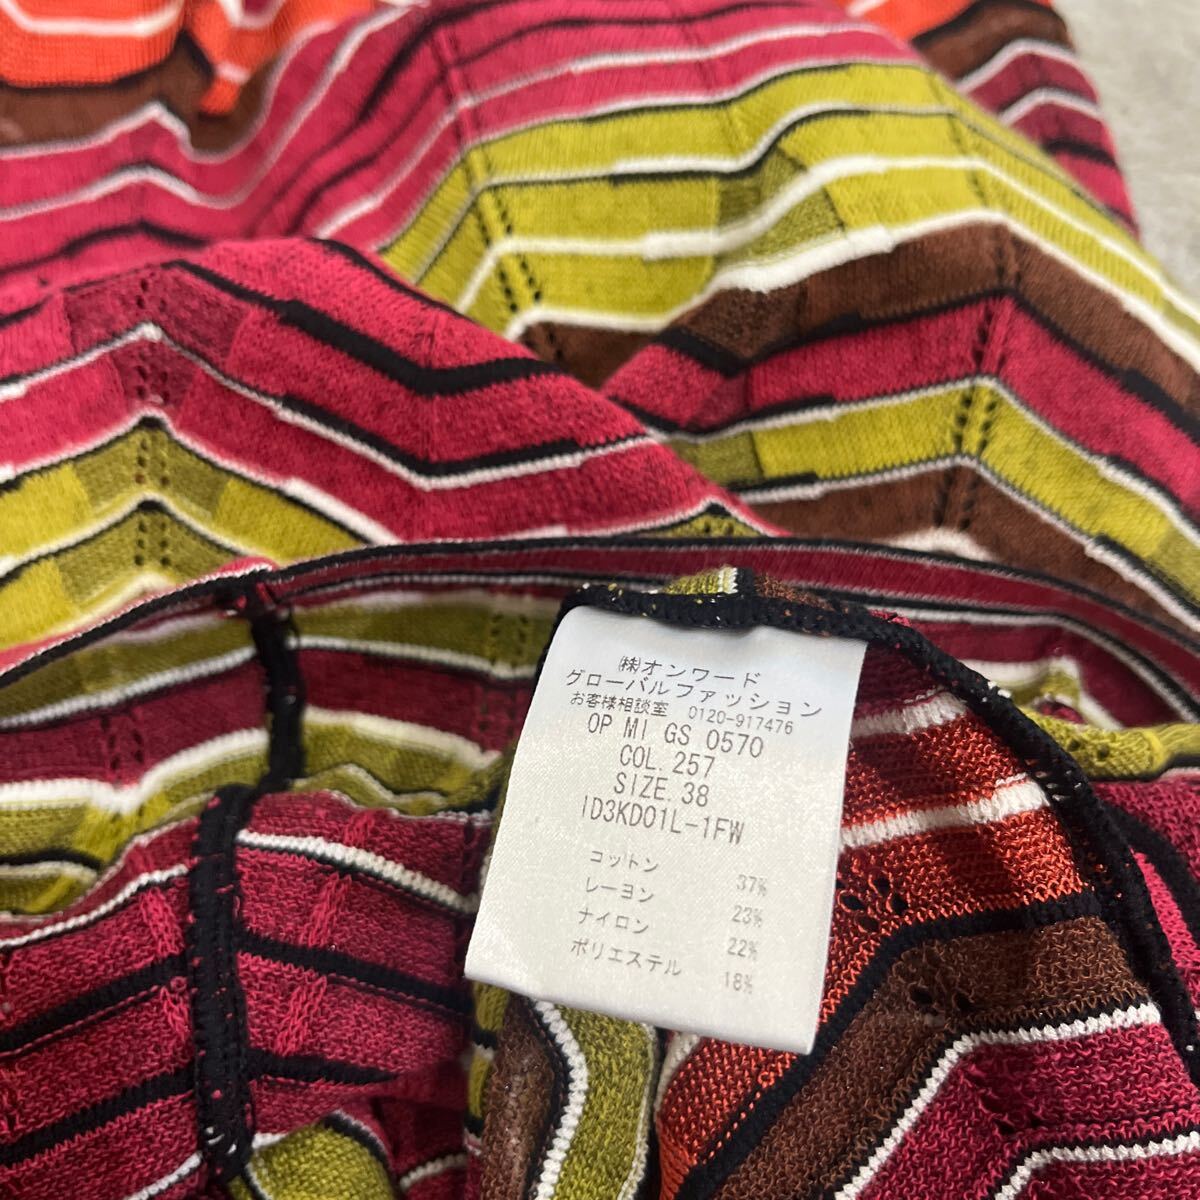 ㈱オンワード
グローバルファッション
お客様相談室 0120-917476
OP MI GS 0570
COL. 257
SIZE. 38
ID3KD01L-1FW
コットン 37%
レーヨン 23%
ナイロン 22%
ポリエステル 18%